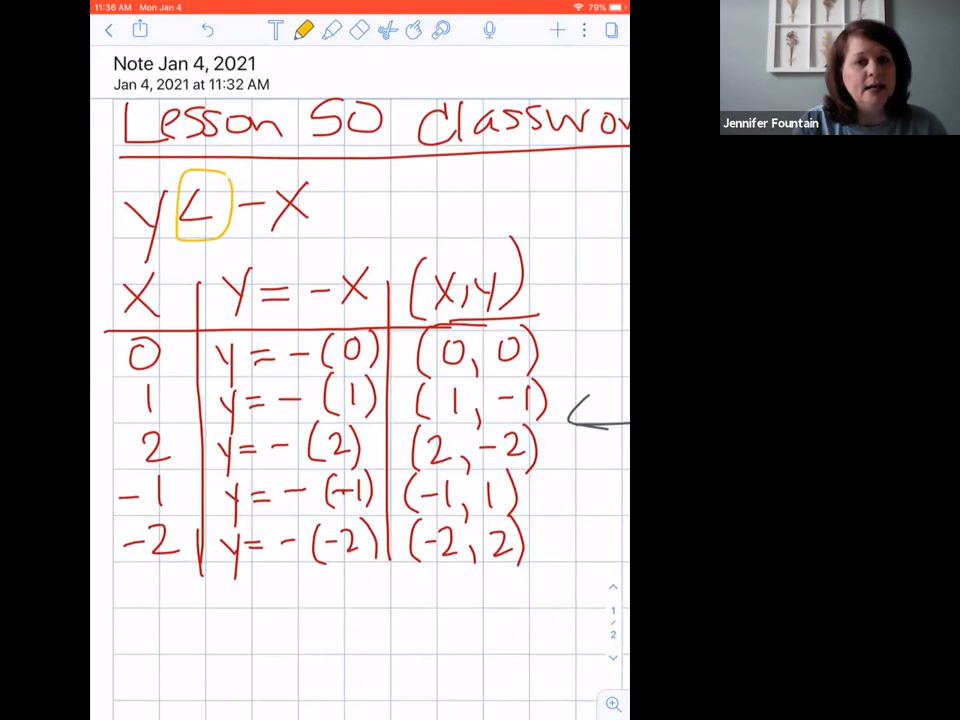 11:36 AM Mon Jan 4 79%
Note Jan 4, 2021
Jan 4, 2021 at 11:32 AM
Lesson 50 classwo
y < -x
x y = -x (x,y)
0 y = -(0) (0, 0)
1 y = -(1) (1, -1)
2 y = -(2) (2, -2)
-1 y = -(-1) (-1, 1)
-2 y = -(-2) (-2, 2)
1
/
2
Jennifer Fountain